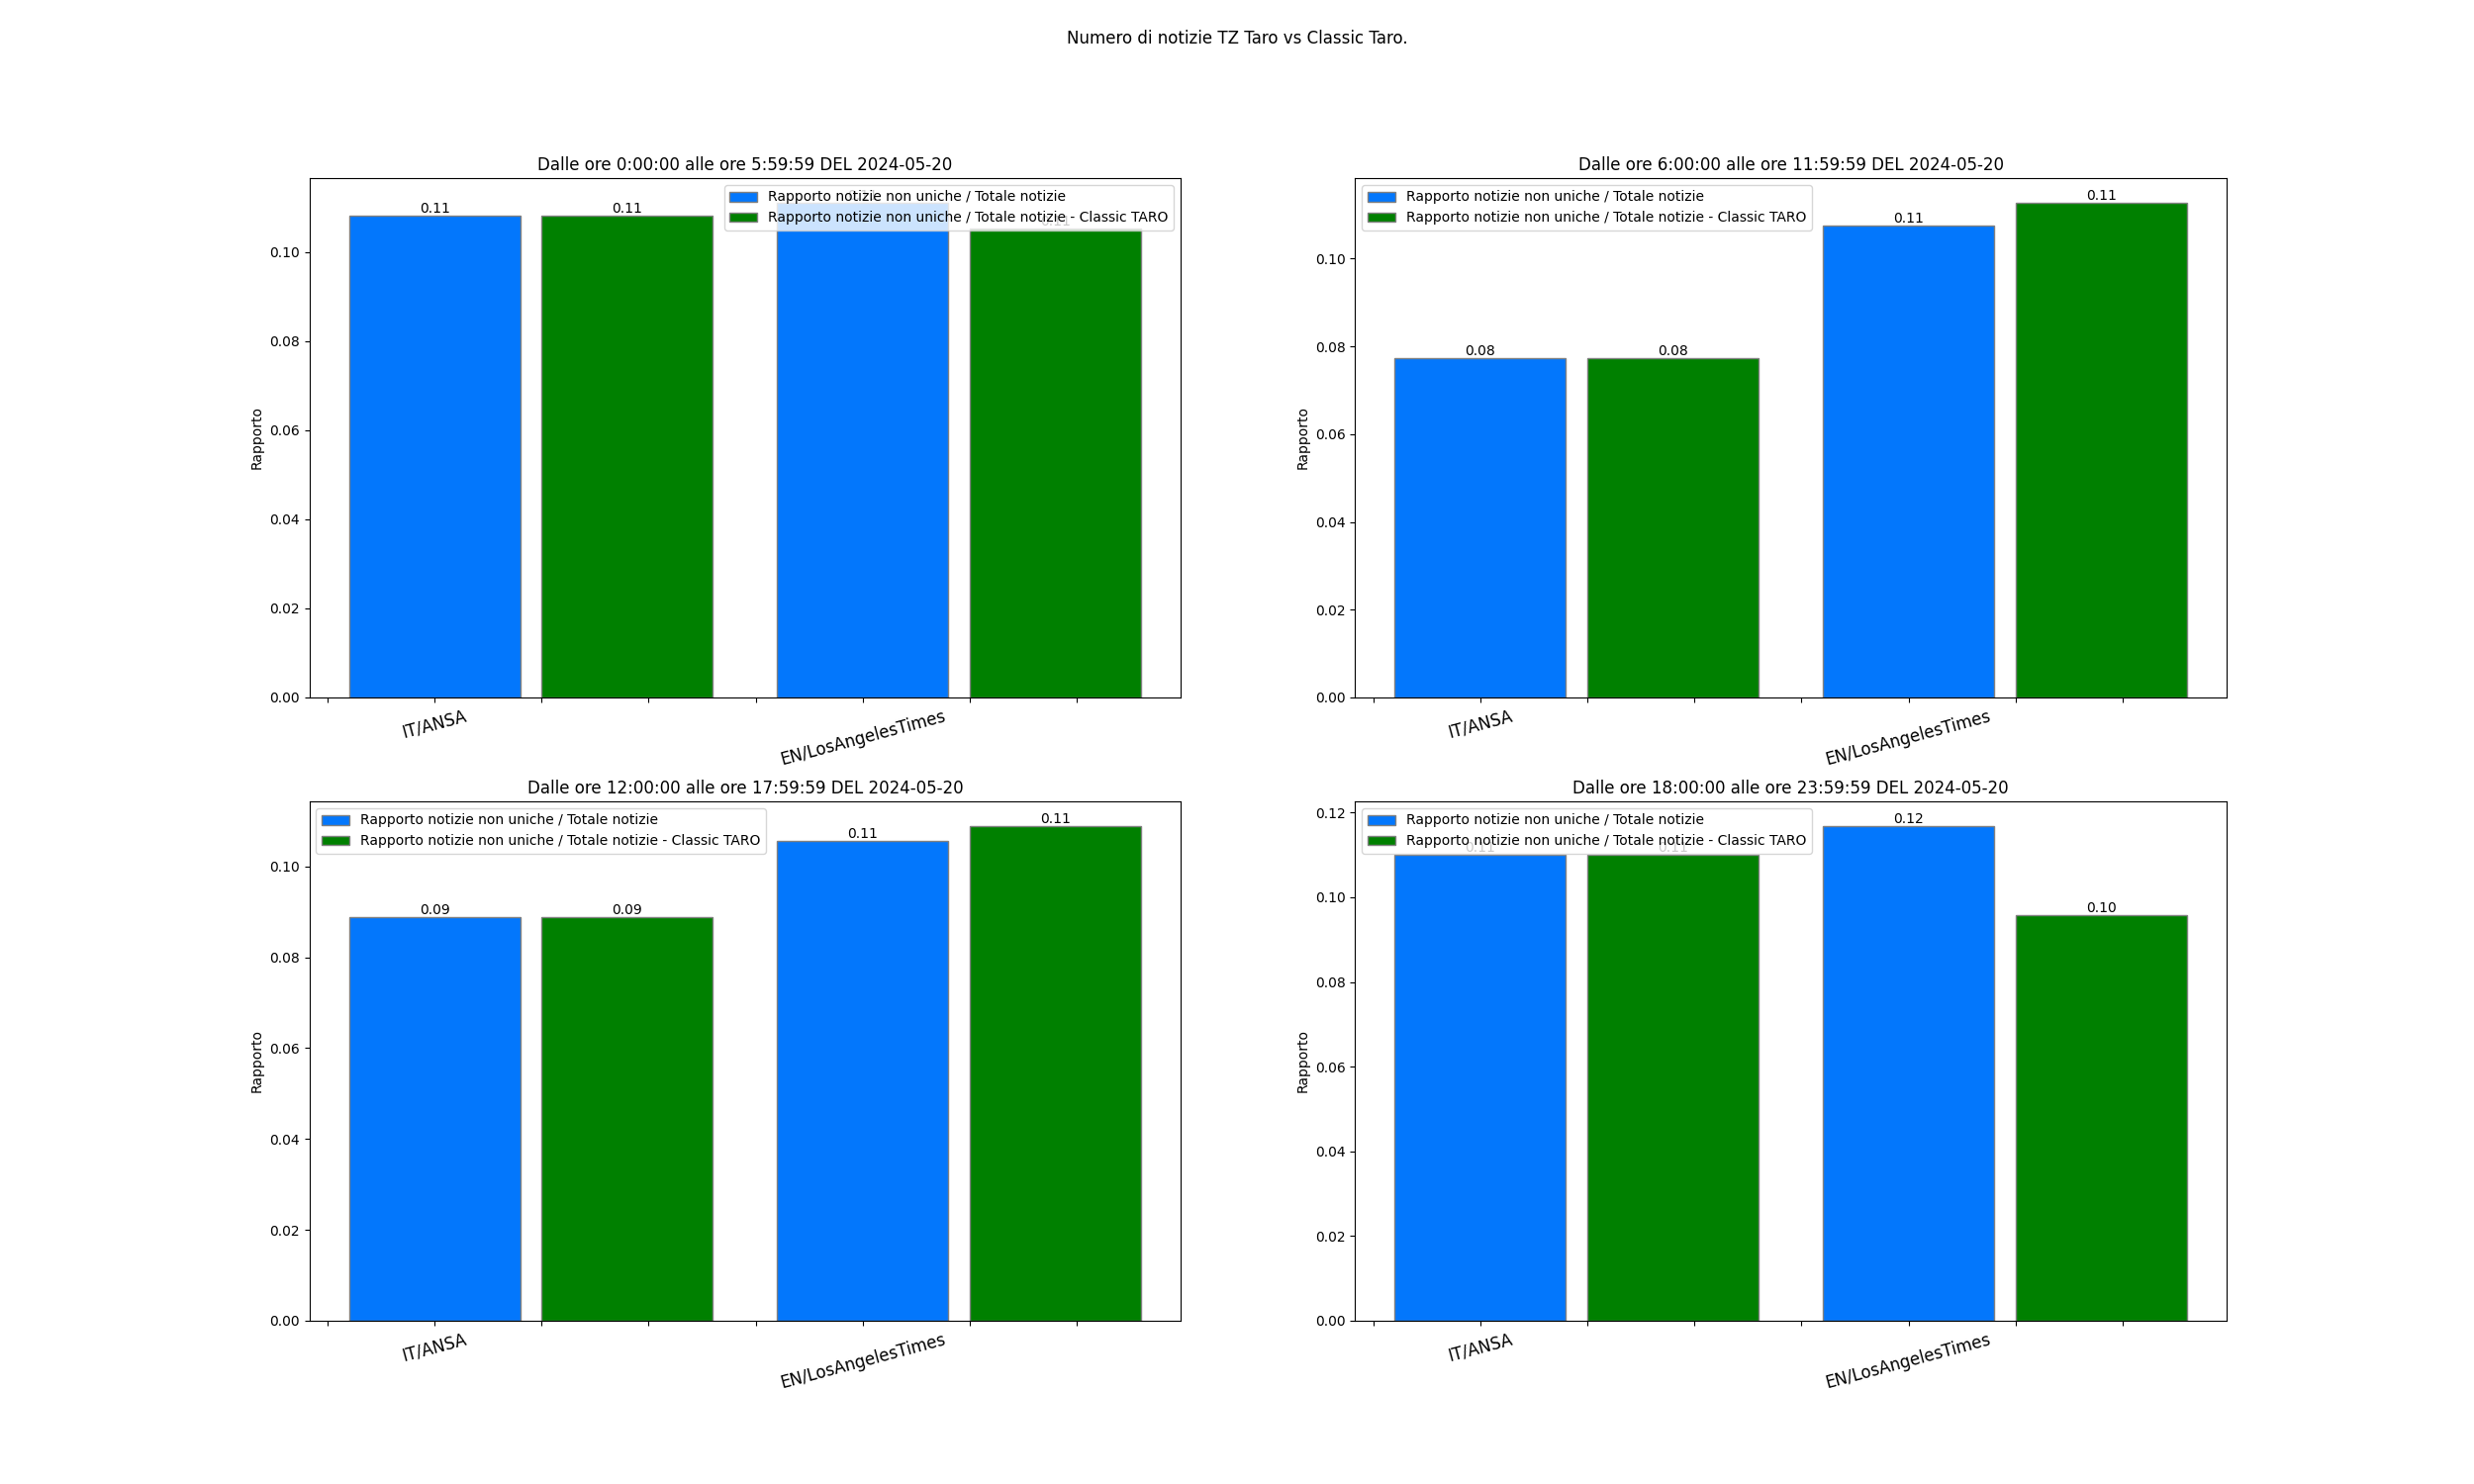 Numero di notizie TZ Taro vs Classic Taro.
Dalle ore 0:00:00 alle ore 5:59:59 DEL 2024-05-20
Rapporto notizie non uniche / Totale notizie
Rapporto notizie non uniche / Totale notizie - Classic TARO
0.11
0.11
0.11
0.10
0.08
0.06
0.04
0.02
0.00
Rapporto
IT/ANSA
EN/LosAngelesTimes
Dalle ore 6:00:00 alle ore 11:59:59 DEL 2024-05-20
Rapporto notizie non uniche / Totale notizie
Rapporto notizie non uniche / Totale notizie - Classic TARO
0.08
0.08
0.11
0.11
0.10
0.08
0.06
0.04
0.02
0.00
Rapporto
IT/ANSA
EN/LosAngelesTimes
Dalle ore 12:00:00 alle ore 17:59:59 DEL 2024-05-20
Rapporto notizie non uniche / Totale notizie
Rapporto notizie non uniche / Totale notizie - Classic TARO
0.09
0.09
0.11
0.11
0.10
0.08
0.06
0.04
0.02
0.00
Rapporto
IT/ANSA
EN/LosAngelesTimes
Dalle ore 18:00:00 alle ore 23:59:59 DEL 2024-05-20
Rapporto notizie non uniche / Totale notizie
Rapporto notizie non uniche / Totale notizie - Classic TARO
0.11
0.11
0.12
0.10
0.12
0.10
0.08
0.06
0.04
0.02
0.00
Rapporto
IT/ANSA
EN/LosAngelesTimes